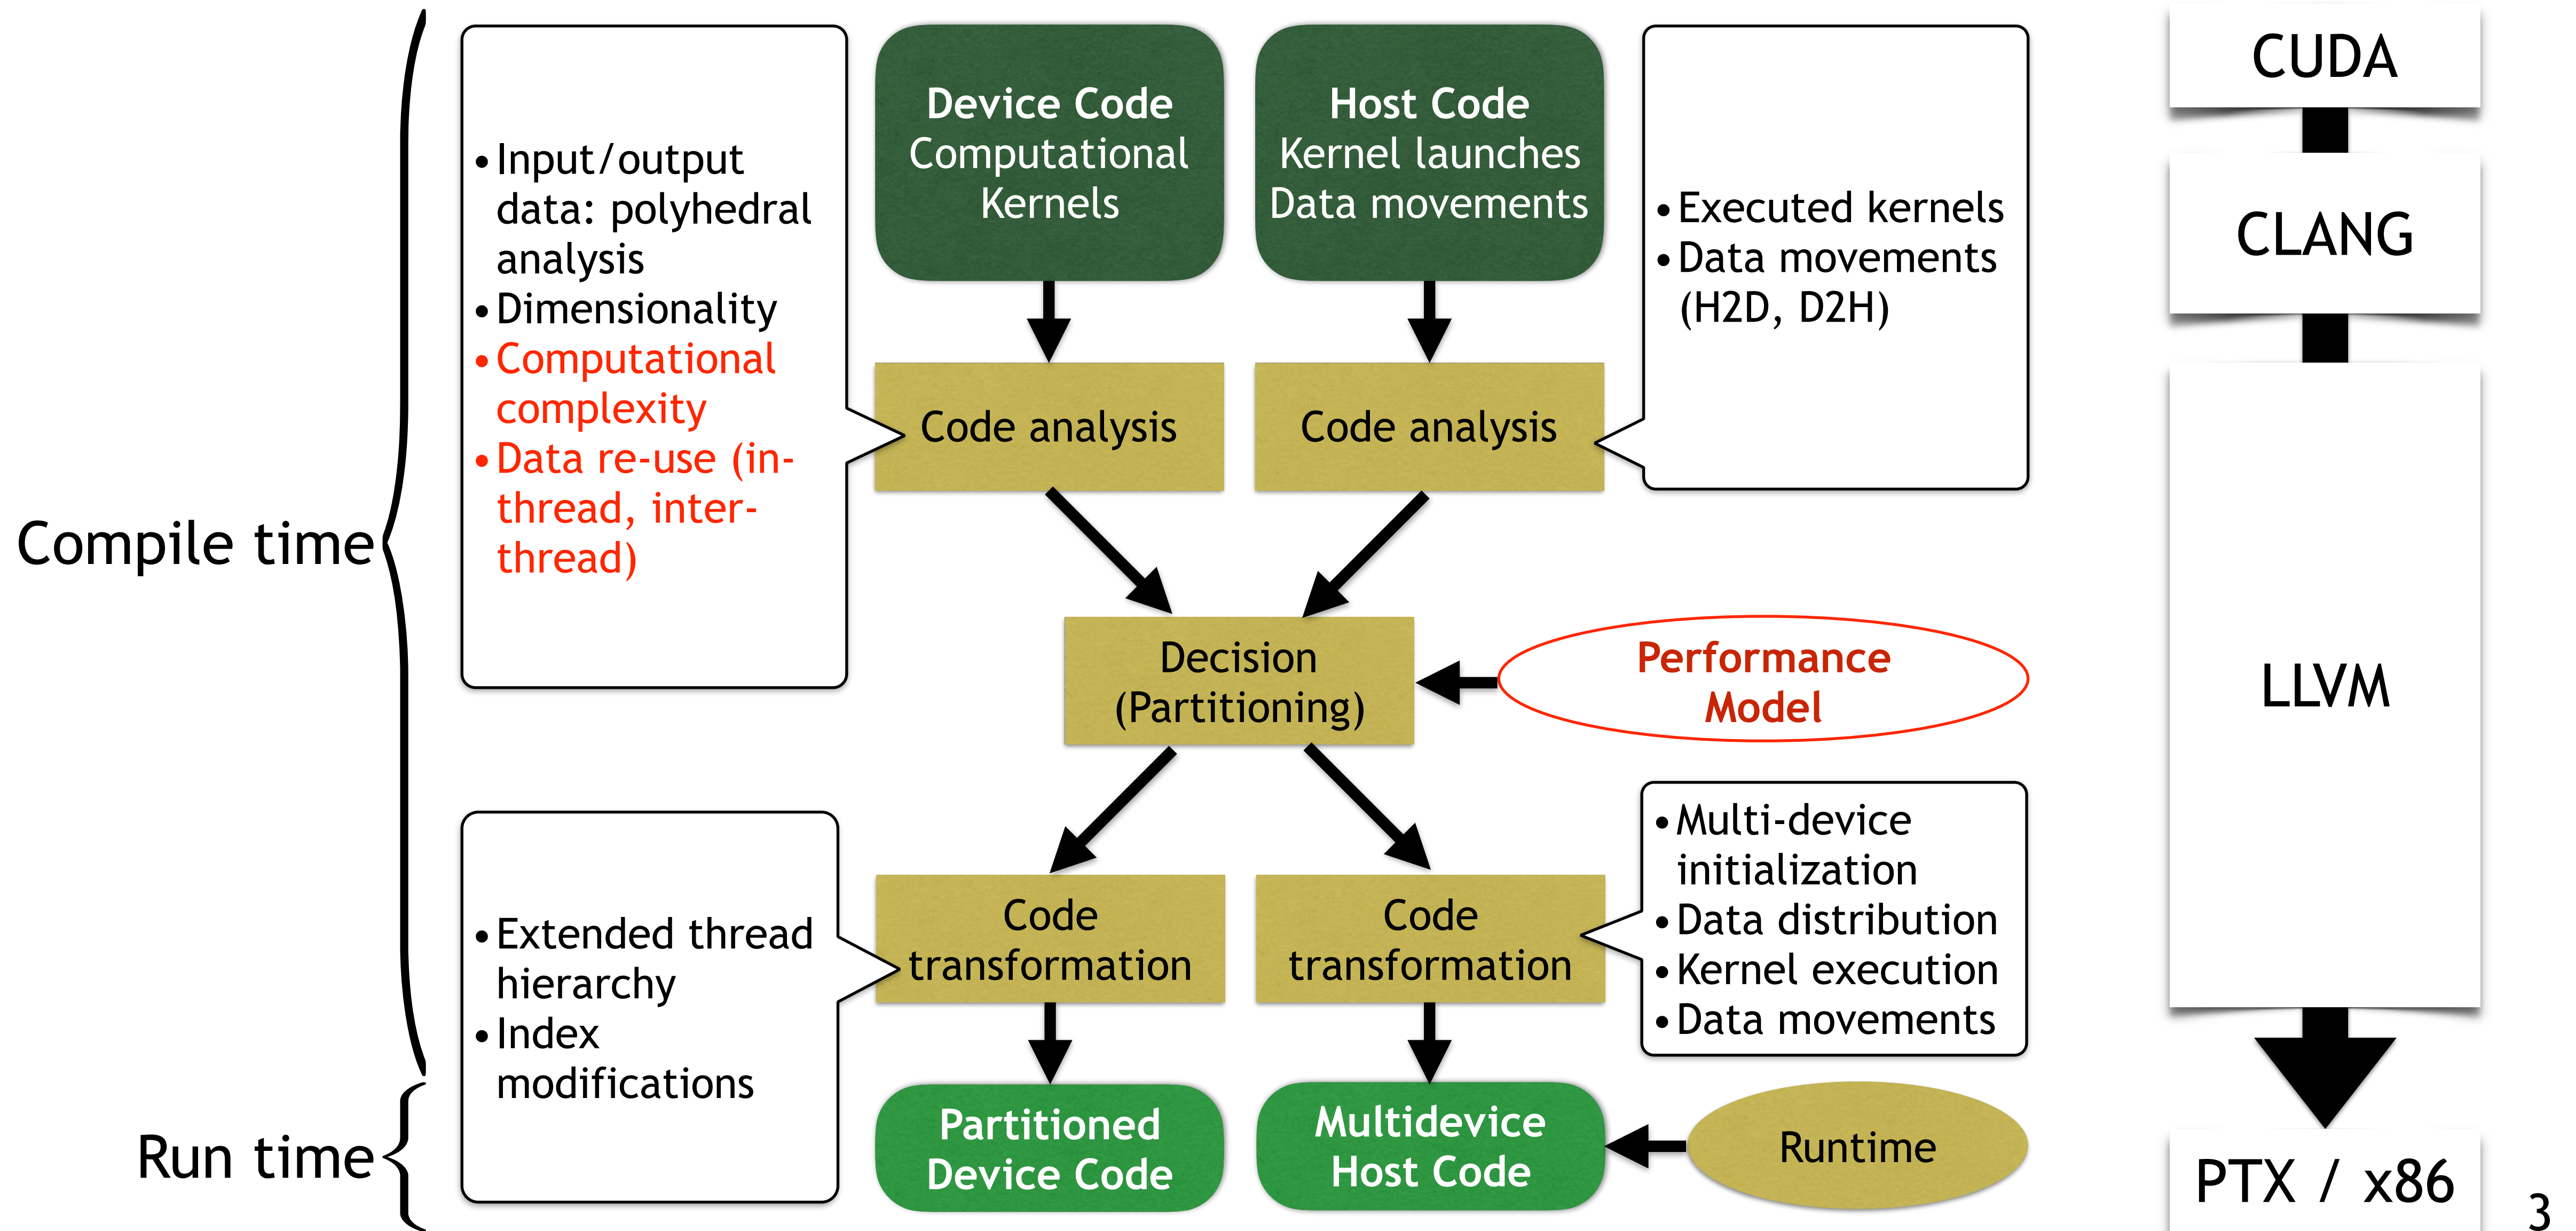 Compile time
Run time
•Input/output
data: polyhedral
analysis
•Dimensionality
•Computational
complexity
•Data re-use (in-
thread, inter-
thread)
Device Code
Computational
Kernels
Host Code
Kernel launches
Data movements
•Executed kernels
•Data movements
(H2D, D2H)
Code analysis
Code analysis
Decision
(Partitioning)
Performance
Model
•Extended thread
hierarchy
•Index
modifications
Code
transformation
Code
transformation
•Multi-device
initialization
•Data distribution
•Kernel execution
•Data movements
Partitioned
Device Code
Multidevice
Host Code
Runtime
CUDA
CLANG
LLVM
PTX / x86
3